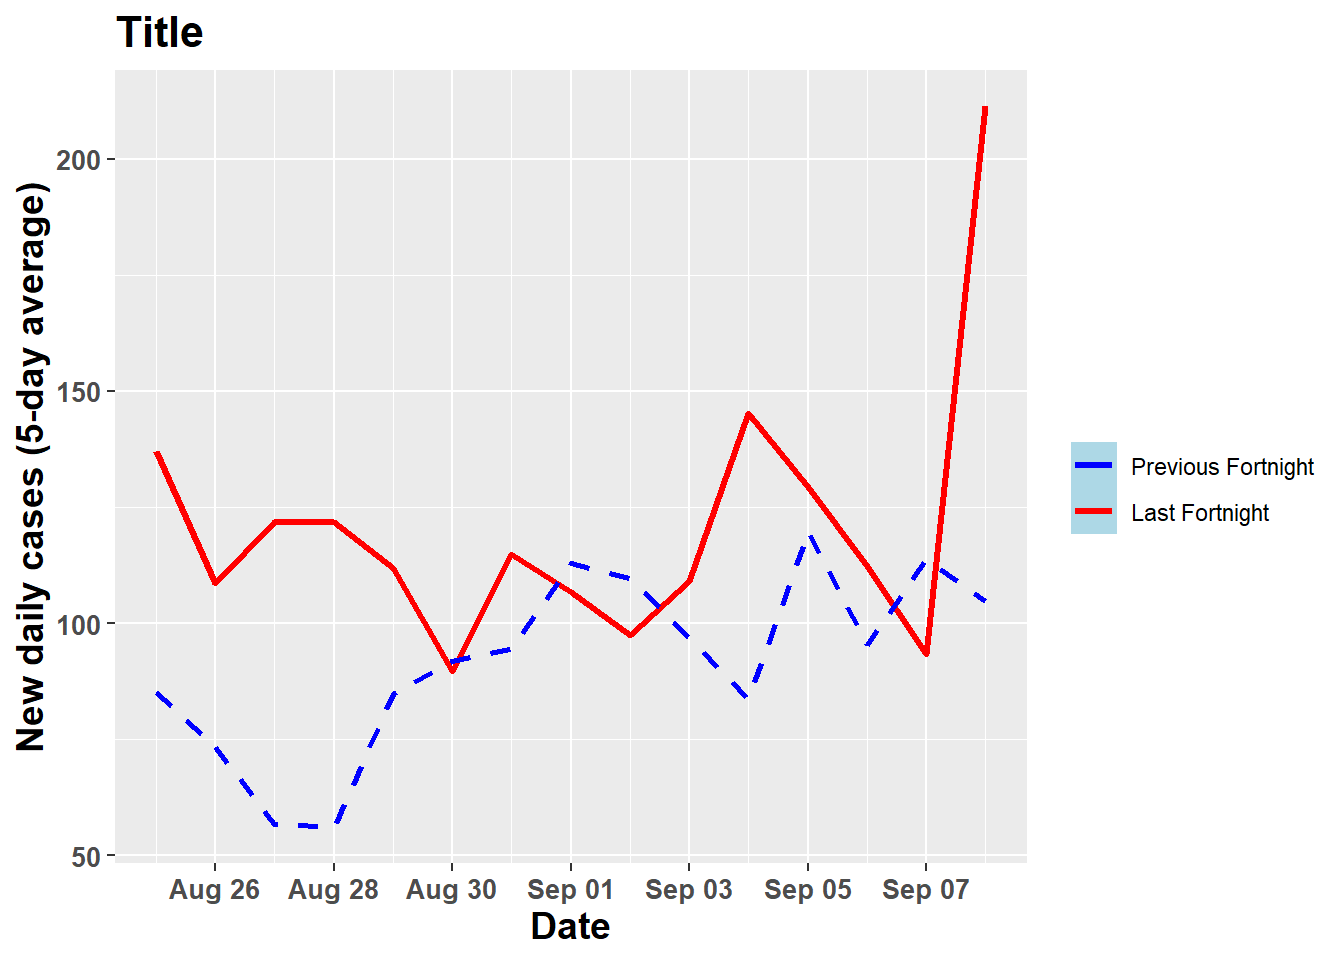 Title
New daily cases (5-day average)
200
150
100
50
Aug 26 Aug 28 Aug 30 Sep 01 Sep 03 Sep 05 Sep 07
Date
Previous Fortnight
Last Fortnight